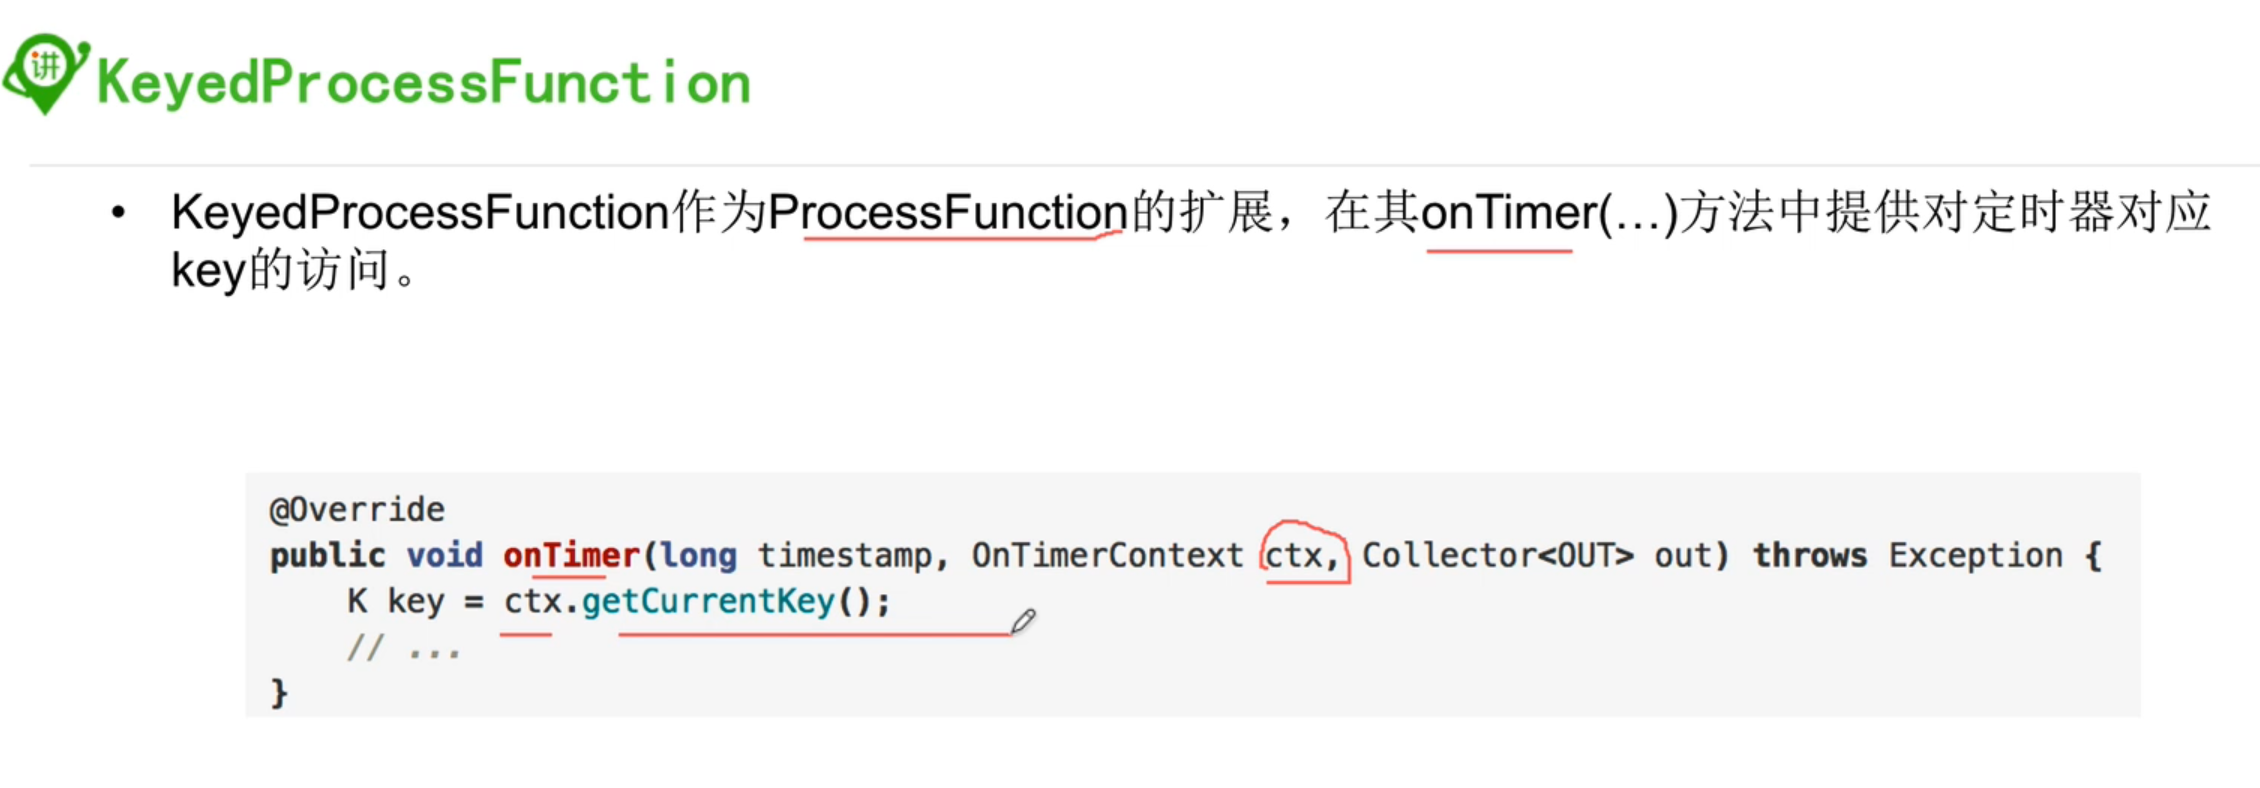 讲
KeyedProcessFunction
• KeyedProcessFunction作为ProcessFunction的扩展，在其onTimer(…)方法中提供对定时器对应
key的访问。
@Override
public void onTimer(long timestamp, OnTimerContext ctx, Collector<OUT> out) throws Exception {
    K key = ctx.getCurrentKey();
    // ...
}